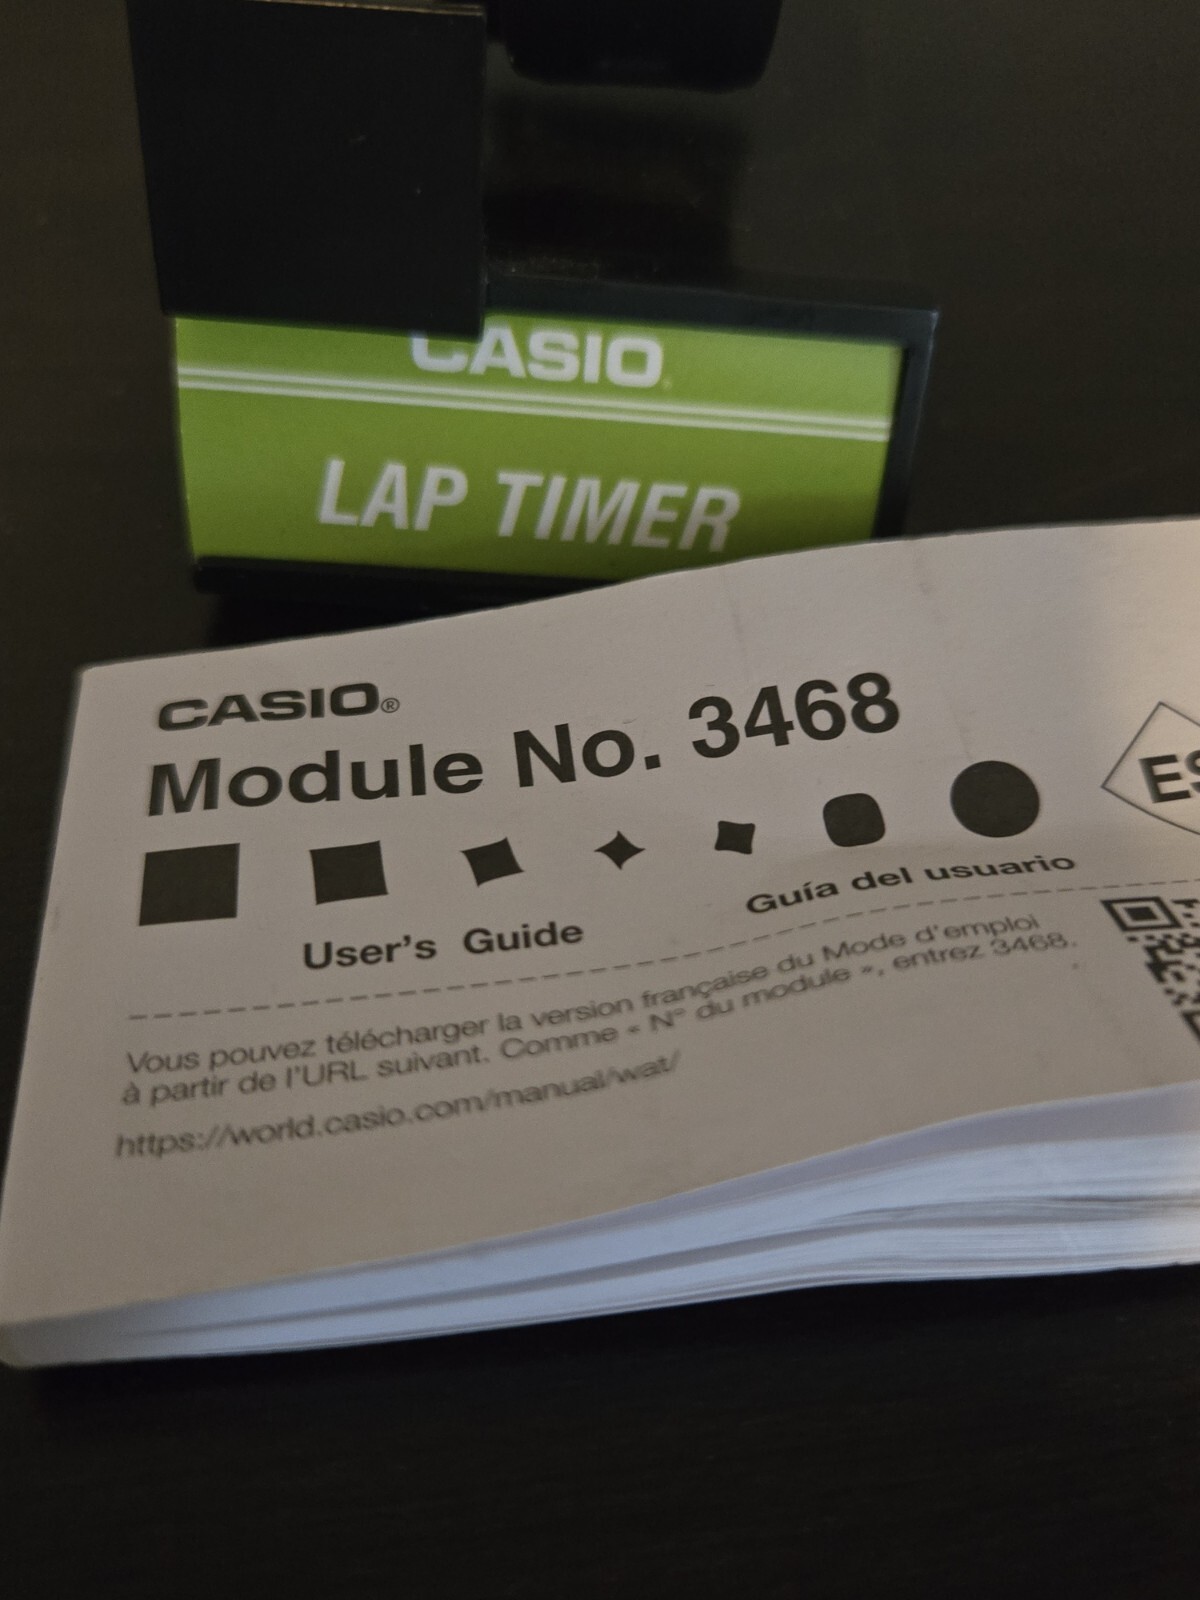 CASIO
LAP TIMER
CASIO®
Module No. 3468
ES
User's Guide
Guía del usuario
Vous pouvez télécharger la version française du Mode d'emploi
à partir de l'URL suivant. Comme « N° du module », entrez 3468.
https://world.casio.com/manual/wat/